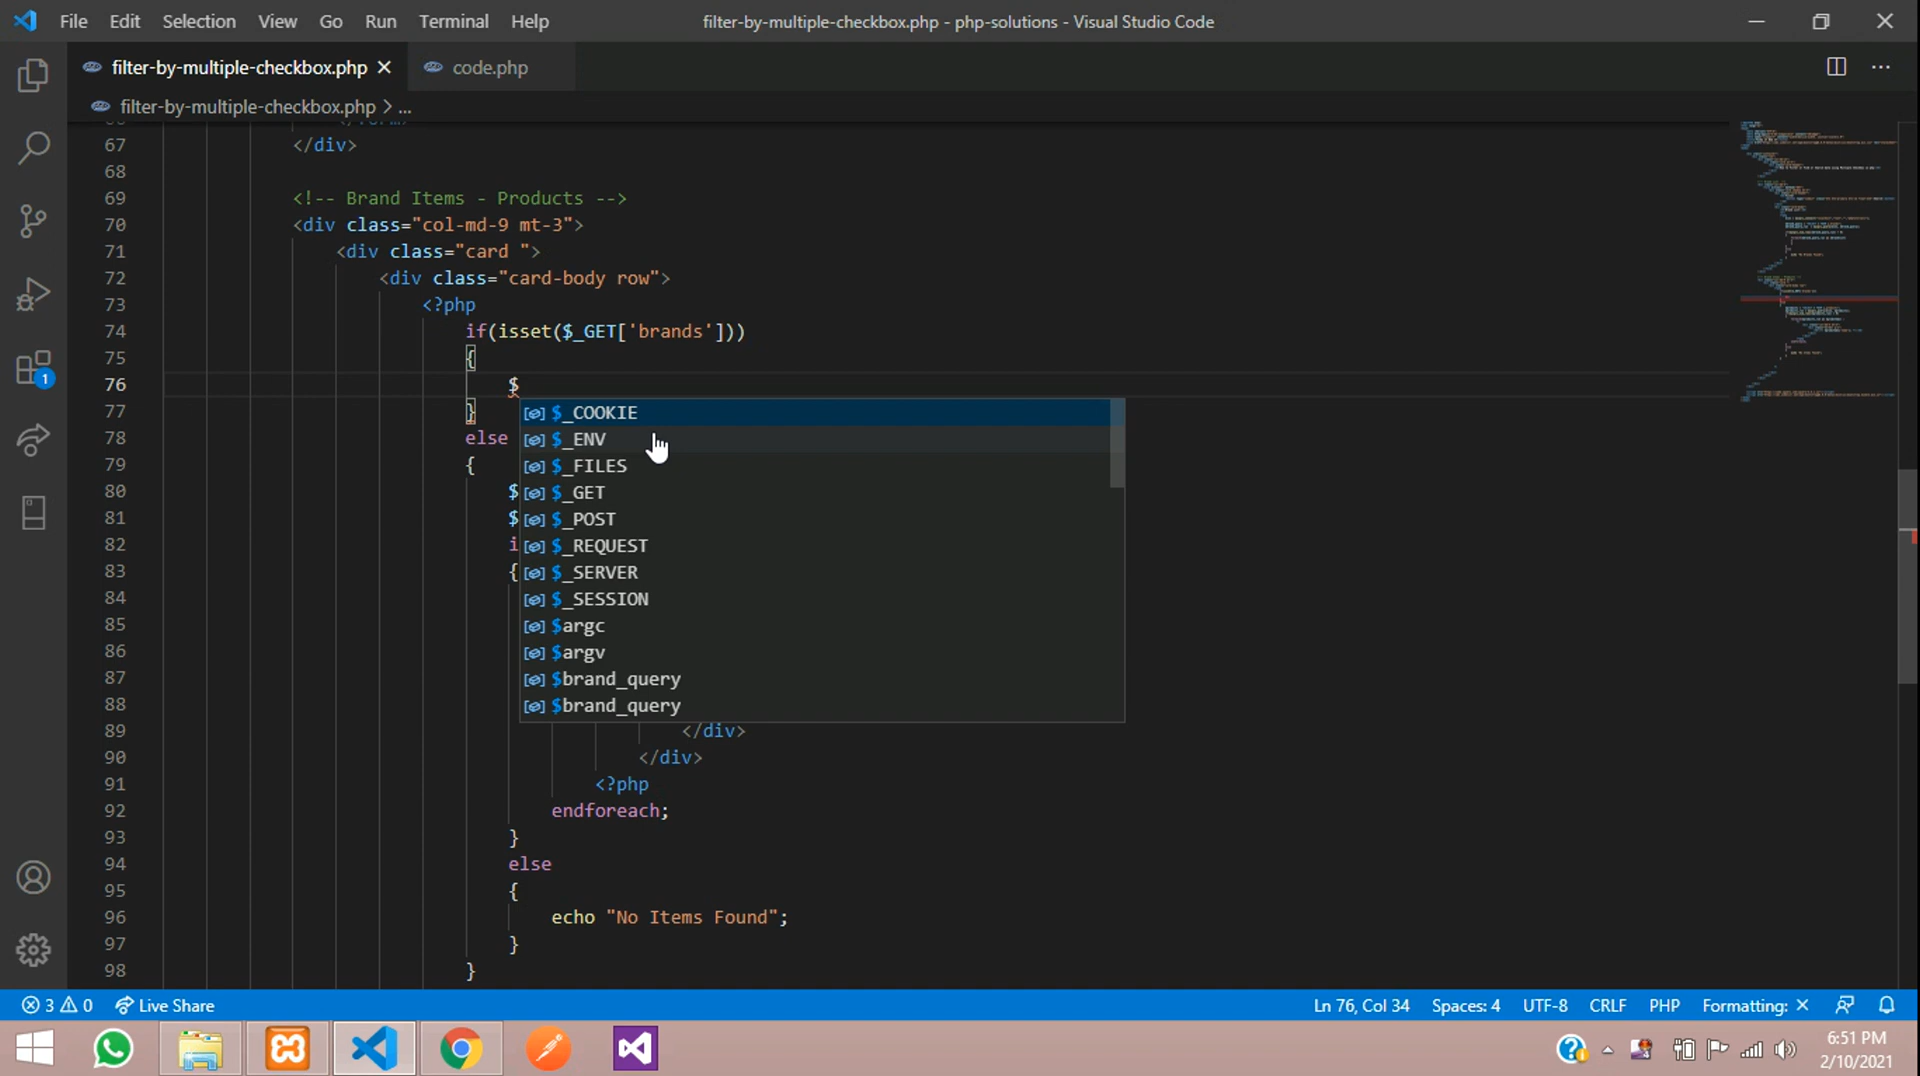 File Edit Selection View Go Run Terminal Help
filter-by-multiple-checkbox.php - php-solutions - Visual Studio Code
filter-by-multiple-checkbox.php code.php
filter-by-multiple-checkbox.php > ...
67 </div>
68
69 <!-- Brand Items - Products -->
70 <div class="col-md-9 mt-3">
71 <div class="card ">
72 <div class="card-body row">
73 <?php
74 if(isset($_GET['brands']))
75 {
76 $
77 }
78 else
79 {
80 $
81 $
82 i
83 {
84
85
86
87
88
89 </div>
90 </div>
91 <?php
92 endforeach;
93 }
94 else
95 {
96 echo "No Items Found";
97 }
98 }
$_COOKIE
$_ENV
$_FILES
$_GET
$_POST
$_REQUEST
$_SERVER
$_SESSION
$argc
$argv
$brand_query
$brand_query
1
3 0 Live Share
Ln 76, Col 34 Spaces: 4 UTF-8 CRLF PHP Formatting: ×
6:51 PM
2/10/2021